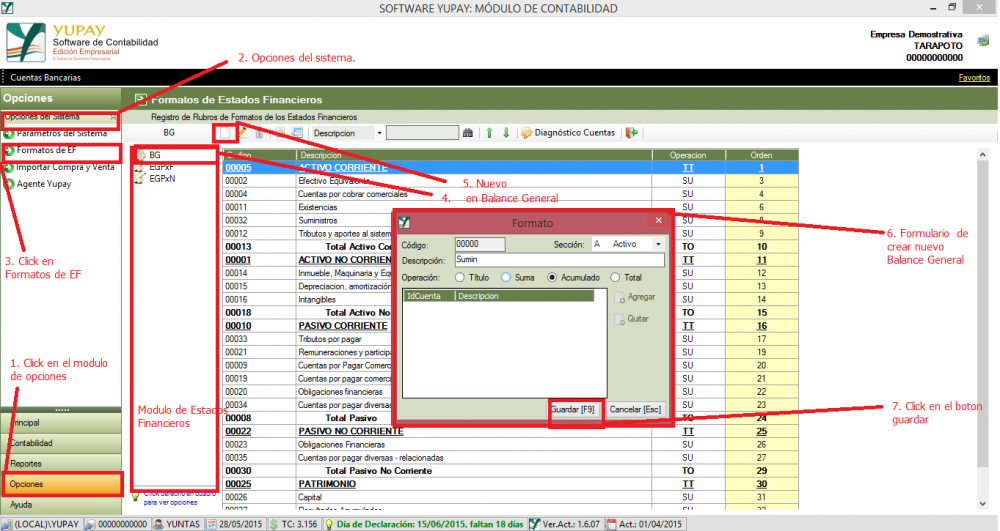 SOFTWARE YUPAY: MÓDULO DE CONTABILIDAD
YUPAY
Software de Contabilidad
Edición Empresarial
Empresa Demostrativa
TARAPOTO
00000000000
2. Opciones del sistema.
Cuentas Bancarias
Favoritos
Opciones
Formatos de Estados Financieros
Opciones del Sistema
Registro de Rubros de Formatos de los Estados Financieros
Parametros del Sistema
BG
Descripcion
Diagnóstico Cuentas
Formatos de EF
Importar Compra y Venta
Agente Yupay
BG
EGPxF
EGPxN
Descripcion Operacion Orden
00005 ACTIVO CORRIENTE TT 1
00002 Efectivo Equivalente SU 3
00004 Cuentas por cobrar comerciales SU 4
00011 Existencias SU 6
00032 Suministros SU
00012 Tributos y aportes al sistem SU 9
00013 Total Activo Co TO 10
00001 ACTIVO NO CORRIEN TT 11
00014 Inmueble, Maquinaria y Eq SU 12
00015 Depreciacion, amortización SU 13
00016 Intangibles SU 14
00018 Total Activo No TO 15
00010 PASIVO CORRIENTE TT 16
00033 Tributos por pagar SU 17
00021 Remuneraciones y particip SU 19
00009 Cuentas por Pagar Comerc SU 20
00019 Cuentas por pagar comerci SU 21
00020 Obligaciones financieras SU 22
00034 Cuentas por pagar diversas SU 23
00008 Total Pasivo TO 24
00022 PASIVO NO CORRIENTE TT 25
00023 Obligaciones Financieras SU 26
00035 Cuentas por pagar diversas - relacionadas SU 27
00030 Total Pasivo No Corriente TO 29
00025 PATRIMONIO TT 30
00026 Capital SU 31
5. Nuevo
4. en Balance General
3. Click en
Formatos de EF
Formato
Código: 00000 Sección: A Activo
Descripción: Sumin
Operación: Título Suma Acumulado Total
IdCuenta Descripcion
Agregar
Quitar
Guardar [F9] Cancelar [Esc]
6. Formulario de
crear nuevo
Balance General
7. Click en el boton
guardar
1. Click en el modulo
de opciones
Modulo de Estados
Financieros
Principal
Contabilidad
Reportes
Opciones
Ayuda
Click derecho en cuadro
para ver opciones
(LOCAL)\YUPAY 00000000000 YUNTAS 28/05/2015 TC: 3.156 Día de Declaración: 15/06/2015, faltan 18 días Ver.Act.: 1.6.07 Act.: 01/04/2015